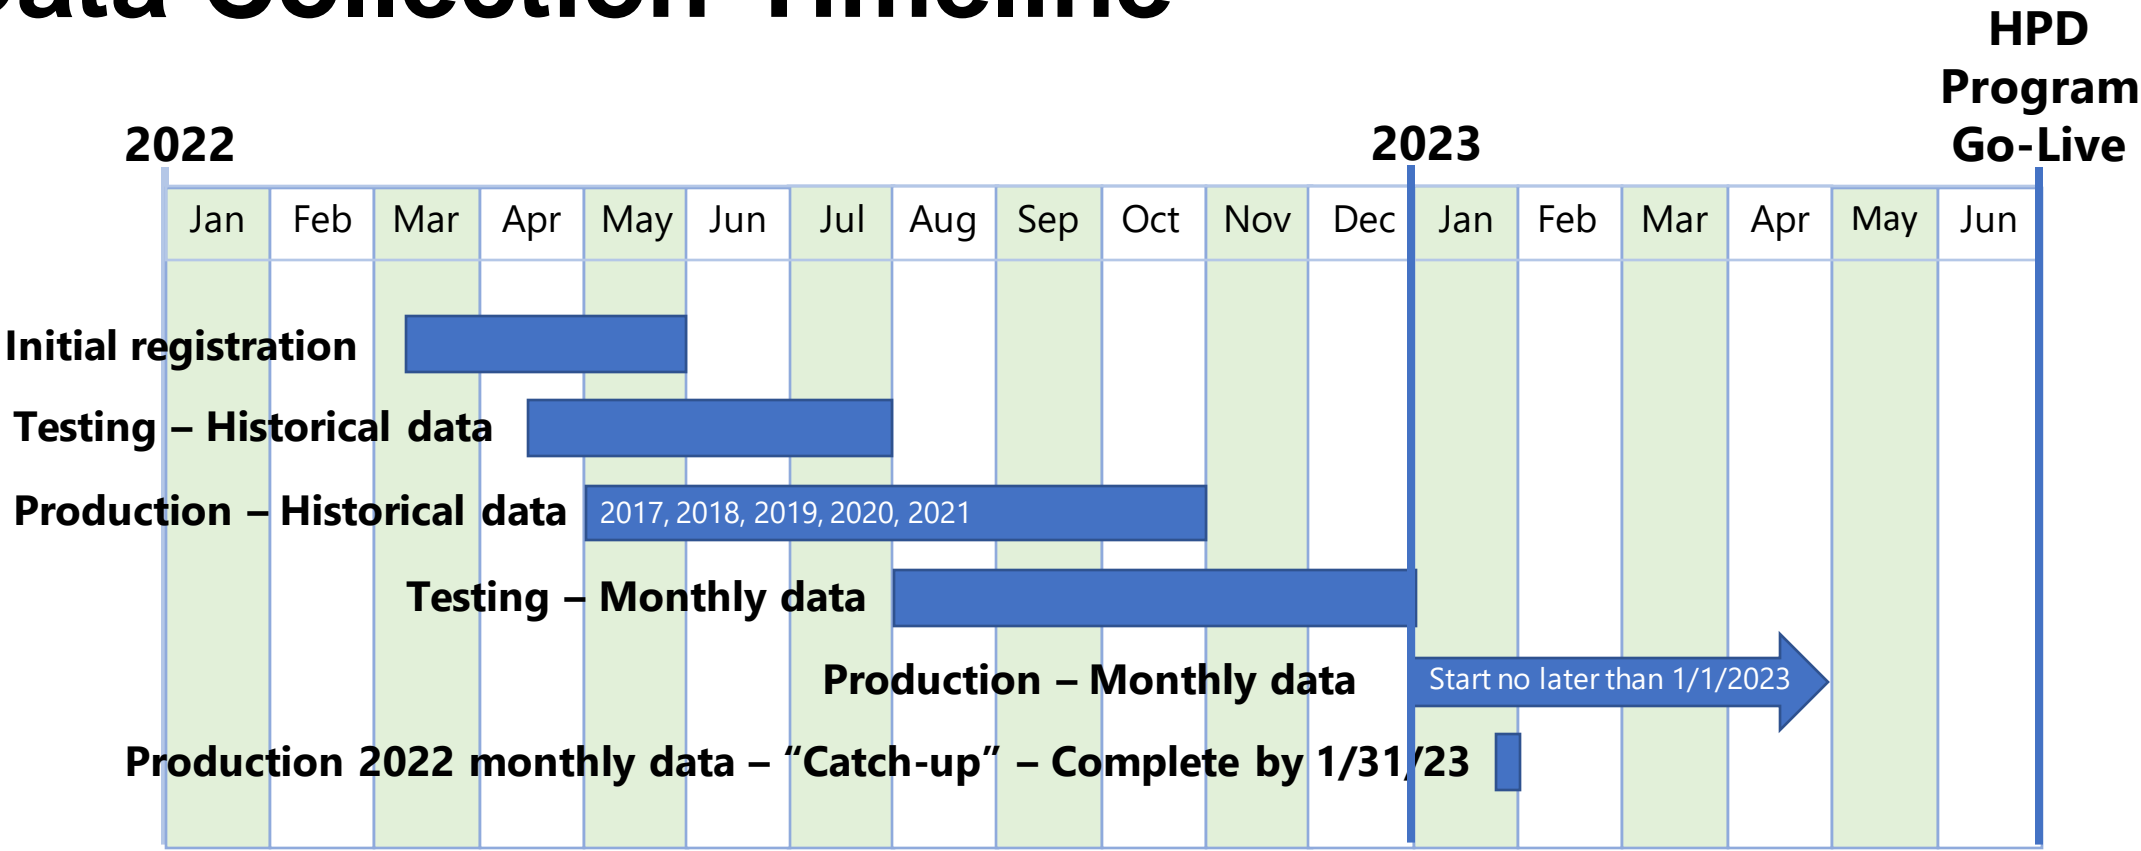 Collection Timeline
HPD
Program
Go-Live
2022
2023
Jan Feb Mar Apr May Jun Jul Aug Sep Oct Nov Dec Jan Feb Mar Apr May Jun
Initial registration
Testing – Historical data
Production – Historical data
2017, 2018, 2019, 2020, 2021
Testing – Monthly data
Production – Monthly data
Start no later than 1/1/2023
Production 2022 monthly data – “Catch-up” – Complete by 1/31/23